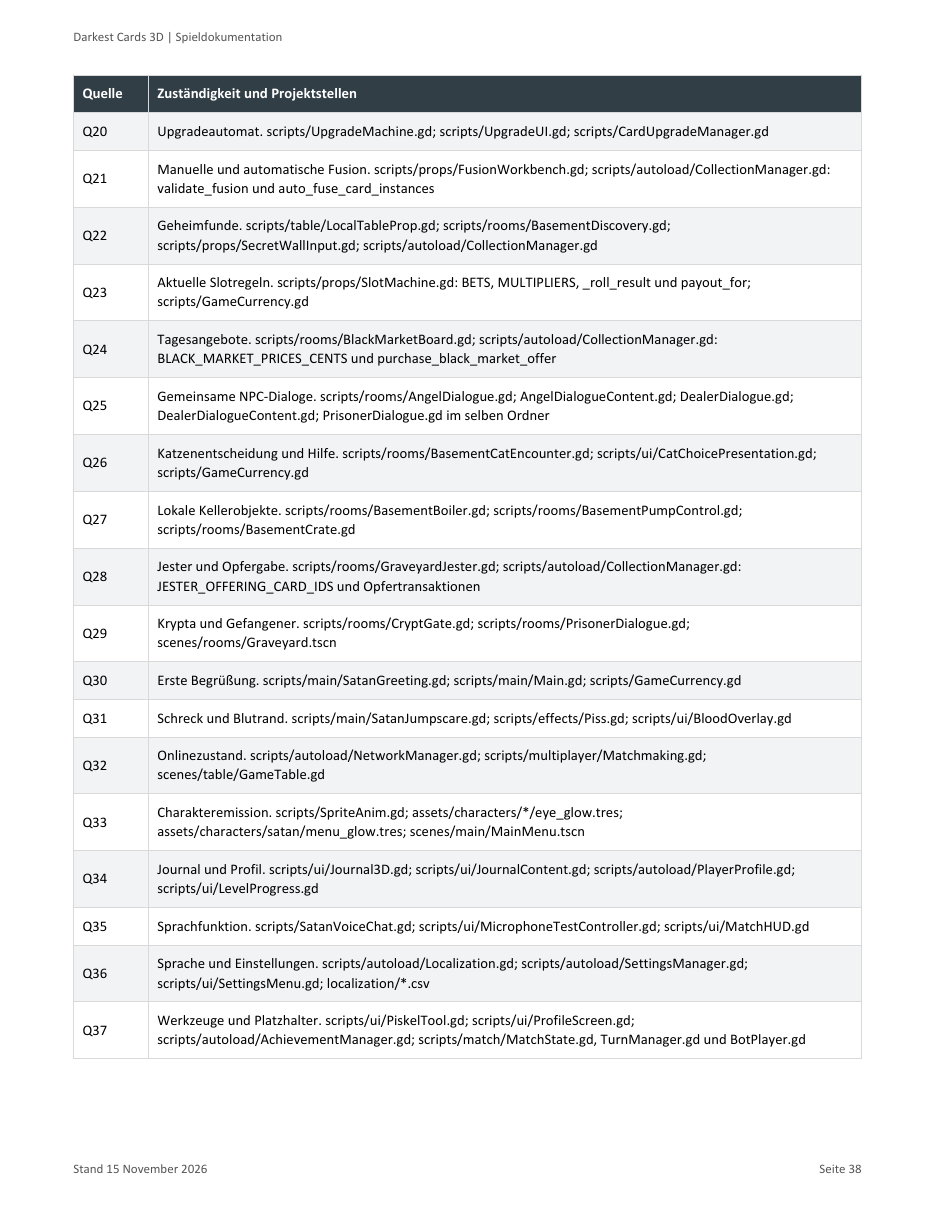 Darkest Cards 3D | Spieldokumentation
Quelle Zuständigkeit und Projektstellen
Q20 Upgradeautomat. scripts/UpgradeMachine.gd; scripts/UpgradeUI.gd; scripts/CardUpgradeManager.gd
Q21 Manuelle und automatische Fusion. scripts/props/FusionWorkbench.gd; scripts/autoload/CollectionManager.gd:
validate_fusion und auto_fuse_card_instances
Q22 Geheimfunde. scripts/table/LocalTableProp.gd; scripts/rooms/BasementDiscovery.gd;
scripts/props/SecretWallInput.gd; scripts/autoload/CollectionManager.gd
Q23 Aktuelle Slotregeln. scripts/props/SlotMachine.gd: BETS, MULTIPLIERS, _roll_result und payout_for;
scripts/GameCurrency.gd
Q24 Tagesangebote. scripts/rooms/BlackMarketBoard.gd; scripts/autoload/CollectionManager.gd:
BLACK_MARKET_PRICES_CENTS und purchase_black_market_offer
Q25 Gemeinsame NPC-Dialoge. scripts/rooms/AngelDialogue.gd; AngelDialogueContent.gd; DealerDialogue.gd;
DealerDialogueContent.gd; PrisonerDialogue.gd im selben Ordner
Q26 Katzenentscheidung und Hilfe. scripts/rooms/BasementCatEncounter.gd; scripts/ui/CatChoicePresentation.gd;
scripts/GameCurrency.gd
Q27 Lokale Kellerobjekte. scripts/rooms/BasementBoiler.gd; scripts/rooms/BasementPumpControl.gd;
scripts/rooms/BasementCrate.gd
Q28 Jester und Opfergabe. scripts/rooms/GraveyardJester.gd; scripts/autoload/CollectionManager.gd:
JESTER_OFFERING_CARD_IDS und Opfertransaktionen
Q29 Krypta und Gefangener. scripts/rooms/CryptGate.gd; scripts/rooms/PrisonerDialogue.gd;
scenes/rooms/Graveyard.tscn
Q30 Erste Begrüßung. scripts/main/SatanGreeting.gd; scripts/main/Main.gd; scripts/GameCurrency.gd
Q31 Schreck und Blutrand. scripts/main/SatanJumpscare.gd; scripts/effects/Piss.gd; scripts/ui/BloodOverlay.gd
Q32 Onlinezustand. scripts/autoload/NetworkManager.gd; scripts/multiplayer/Matchmaking.gd;
scenes/table/GameTable.gd
Q33 Charakteremission. scripts/SpriteAnim.gd; assets/characters/*/eye_glow.tres;
assets/characters/satan/menu_glow.tres; scenes/main/MainMenu.tscn
Q34 Journal und Profil. scripts/ui/Journal3D.gd; scripts/ui/JournalContent.gd; scripts/autoload/PlayerProfile.gd;
scripts/ui/LevelProgress.gd
Q35 Sprachfunktion. scripts/SatanVoiceChat.gd; scripts/ui/MicrophoneTestController.gd; scripts/ui/MatchHUD.gd
Q36 Sprache und Einstellungen. scripts/autoload/Localization.gd; scripts/autoload/SettingsManager.gd;
scripts/ui/SettingsMenu.gd; localization/*.csv
Q37 Werkzeuge und Platzhalter. scripts/ui/PiskelTool.gd; scripts/ui/ProfileScreen.gd;
scripts/autoload/AchievementManager.gd; scripts/match/MatchState.gd, TurnManager.gd und BotPlayer.gd
Stand 15 November 2026 Seite 38